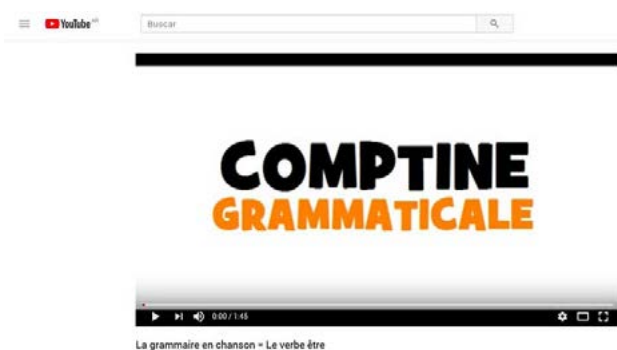 YouTube
Buscar
COMPTINE
GRAMMATICALE
0:00 / 1:45
La grammaire en chanson - Le verbe être